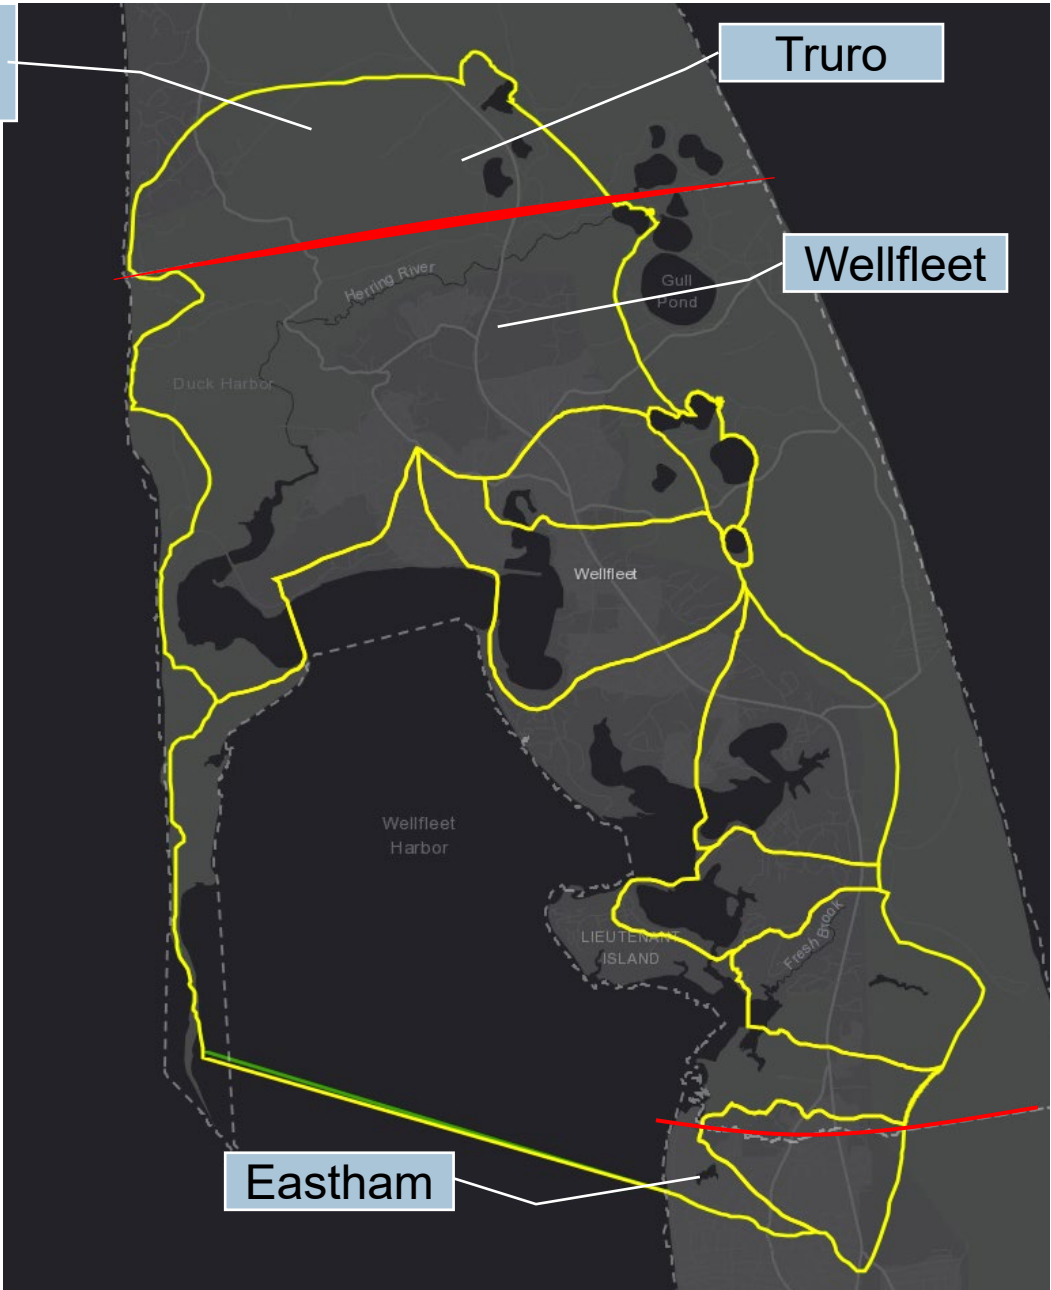 Truro
Wellfleet
Herring River
Gull
Pond
Duck Harbor
Wellfleet
Wellfleet
Harbor
LIEUTENANT
ISLAND
Fresh Brook
Eastham